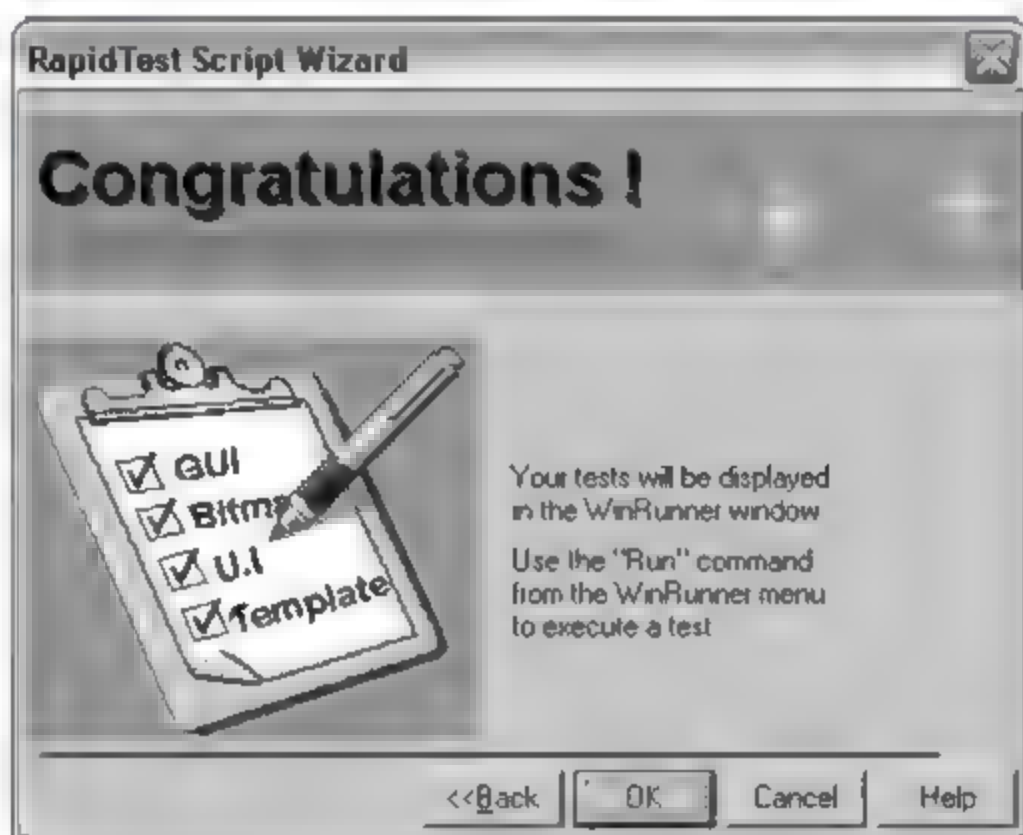 RapidTest Script Wizard
Congratulations !
GUI
Bitma
U.I
Template
Your tests will be displayed
in the WinRunner window
Use the "Run" command
from the WinRunner menu
to execute a test
<<Back
OK
Cancel
Help